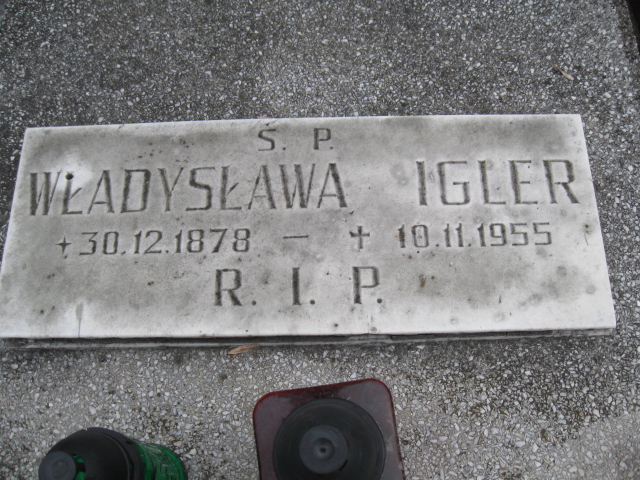 Ś. P.
WŁADYSŁAWA IGLER
+30.12.1878 — + 10.11.1955
R. I. P.